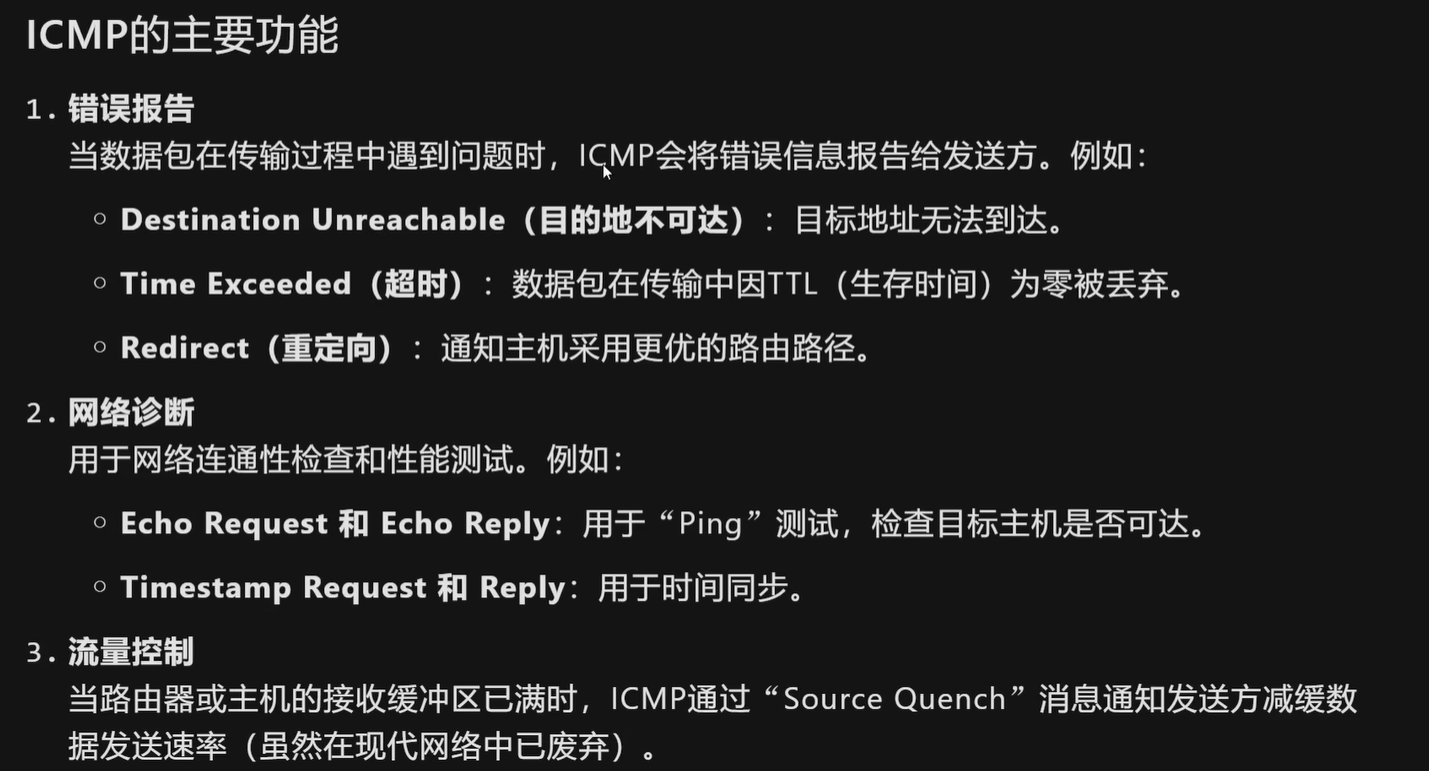 ICMP的主要功能
1. 错误报告
当数据包在传输过程中遇到问题时，ICMP会将错误信息报告给发送方。例如：
○ Destination Unreachable（目的地不可达）：目标地址无法到达。
○ Time Exceeded（超时）：数据包在传输中因TTL（生存时间）为零被丢弃。
○ Redirect（重定向）：通知主机采用更优的路由路径。
2. 网络诊断
用于网络连通性检查和性能测试。例如：
○ Echo Request 和 Echo Reply：用于“Ping”测试，检查目标主机是否可达。
○ Timestamp Request 和 Reply：用于时间同步。
3. 流量控制
当路由器或主机的接收缓冲区已满时，ICMP通过“Source Quench”消息通知发送方减缓数
据发送速率（虽然在现代网络中已废弃）。